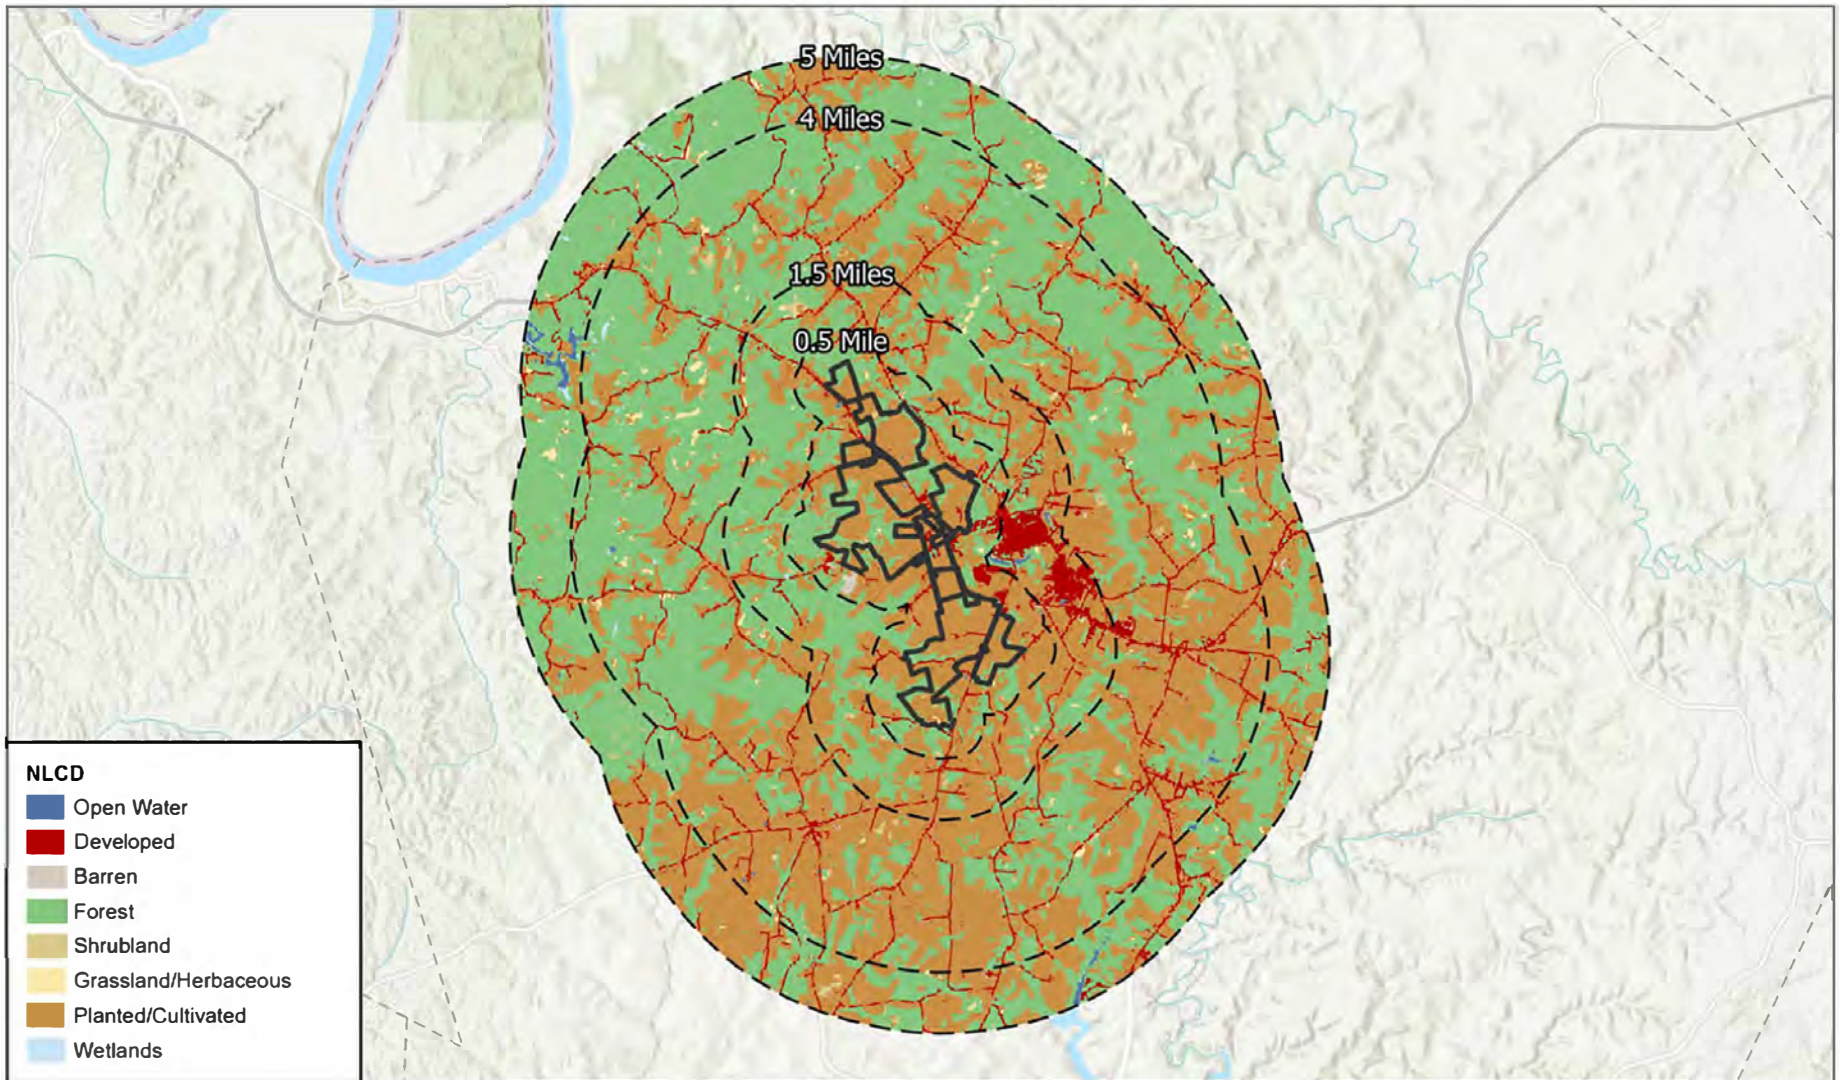 5 Miles
4 Miles
1.5 Miles
0.5 Mile
NLCD
Open Water
Developed
Barren
Forest
Shrubland
Grassland/Herbaceous
Planted/Cultivated
Wetlands